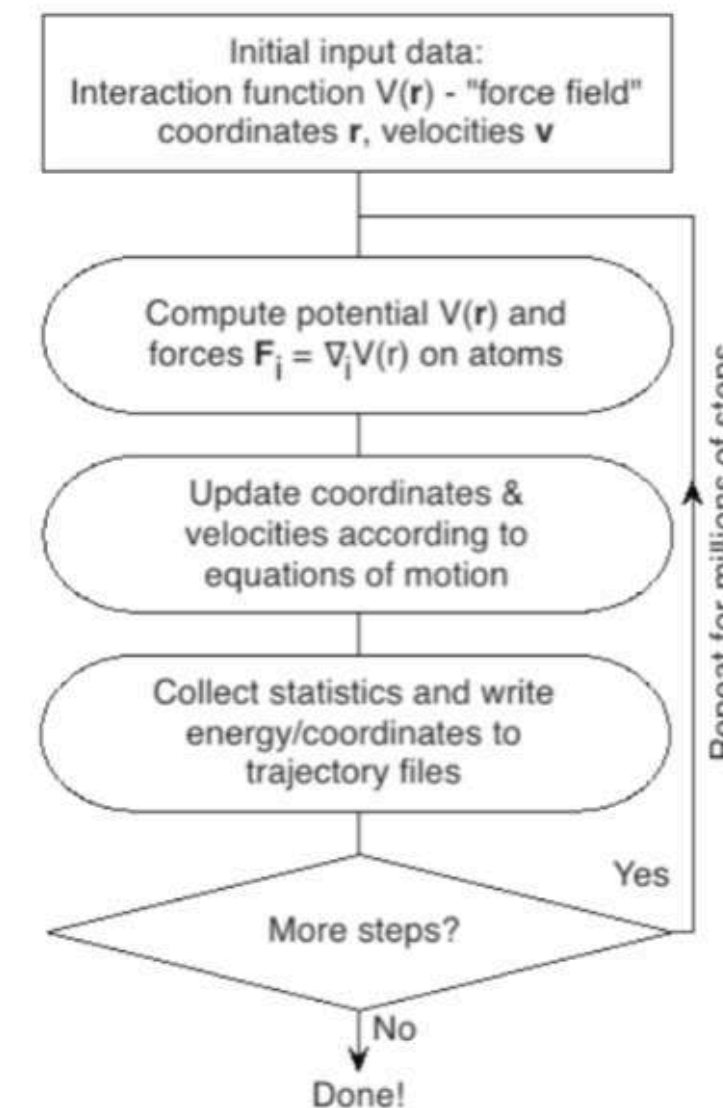 Initial input data:
Interaction function V(r) - "force field"
coordinates r, velocities v
Compute potential V(r) and
forces Fᵢ = ∇ᵢV(r) on atoms
Update coordinates &
velocities according to
equations of motion
Collect statistics and write
energy/coordinates to
trajectory files
More steps?
Yes
Repeat for millions of steps
No
Done!